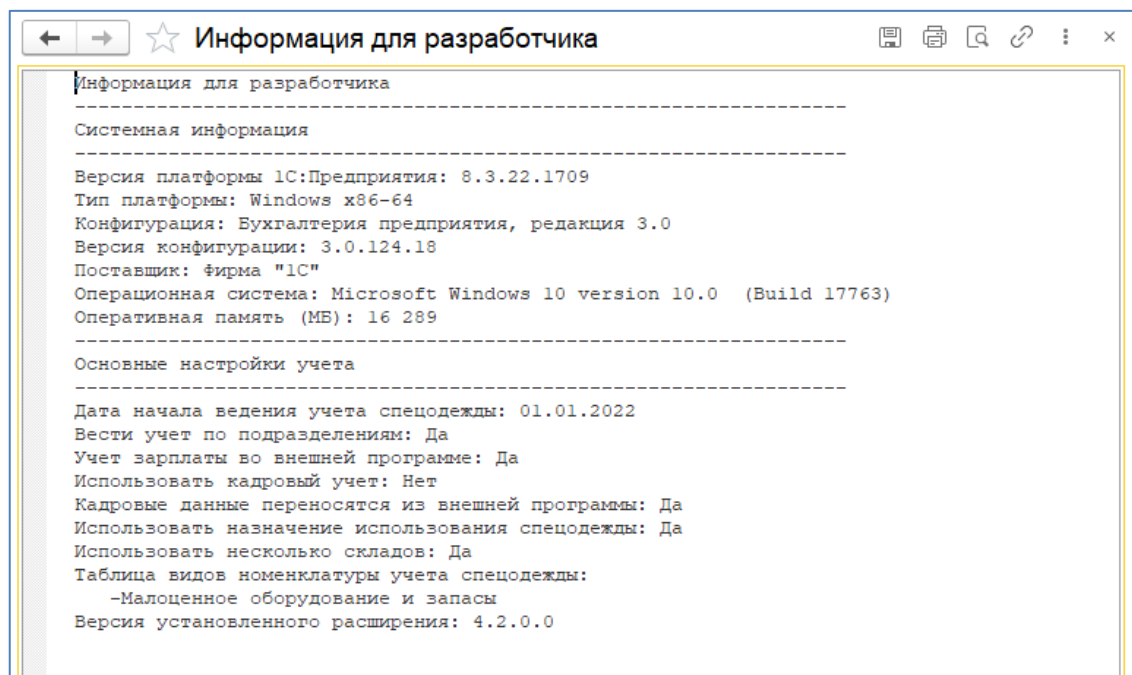 Информация для разработчика
Информация для разработчика
------------------------------------------------------------------
Системная информация
------------------------------------------------------------------
Версия платформы 1С:Предприятия: 8.3.22.1709
Тип платформы: Windows x86-64
Конфигурация: Бухгалтерия предприятия, редакция 3.0
Версия конфигурации: 3.0.124.18
Поставщик: Фирма "1С"
Операционная система: Microsoft Windows 10 version 10.0  (Build 17763)
Оперативная память (МБ): 16 289
------------------------------------------------------------------
Основные настройки учета
------------------------------------------------------------------
Дата начала ведения учета спецодежды: 01.01.2022
Вести учет по подразделениям: Да
Учет зарплаты во внешней программе: Да
Использовать кадровый учет: Нет
Кадровые данные переносятся из внешней программы: Да
Использовать назначение использования спецодежды: Да
Использовать несколько складов: Да
Таблица видов номенклатуры учета спецодежды:
-Малоценное оборудование и запасы
Версия установленного расширения: 4.2.0.0